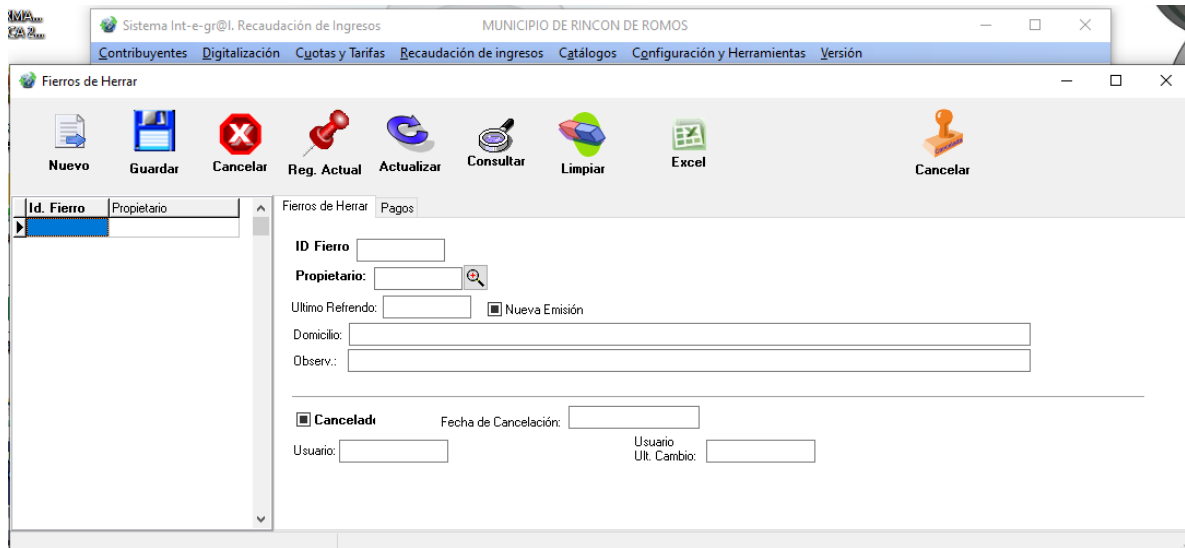 Sistema Int-e-gr@l. Recaudación de Ingresos MUNICIPIO DE RINCON DE ROMOS
Contribuyentes Digitalización Cuotas y Tarifas Recaudación de ingresos Catálogos Configuración y Herramientas Versión
Fierros de Herrar
Nuevo Guardar Cancelar Reg. Actual Actualizar Consultar Limpiar Excel Cancelar
Id. Fierro Propietario
Fierros de Herrar Pagos
ID Fierro
Propietario:
Ultimo Refrendo: Nueva Emisión
Domicilio:
Observ.:
Cancelado Fecha de Cancelación:
Usuario: Usuario
Ult. Cambio: